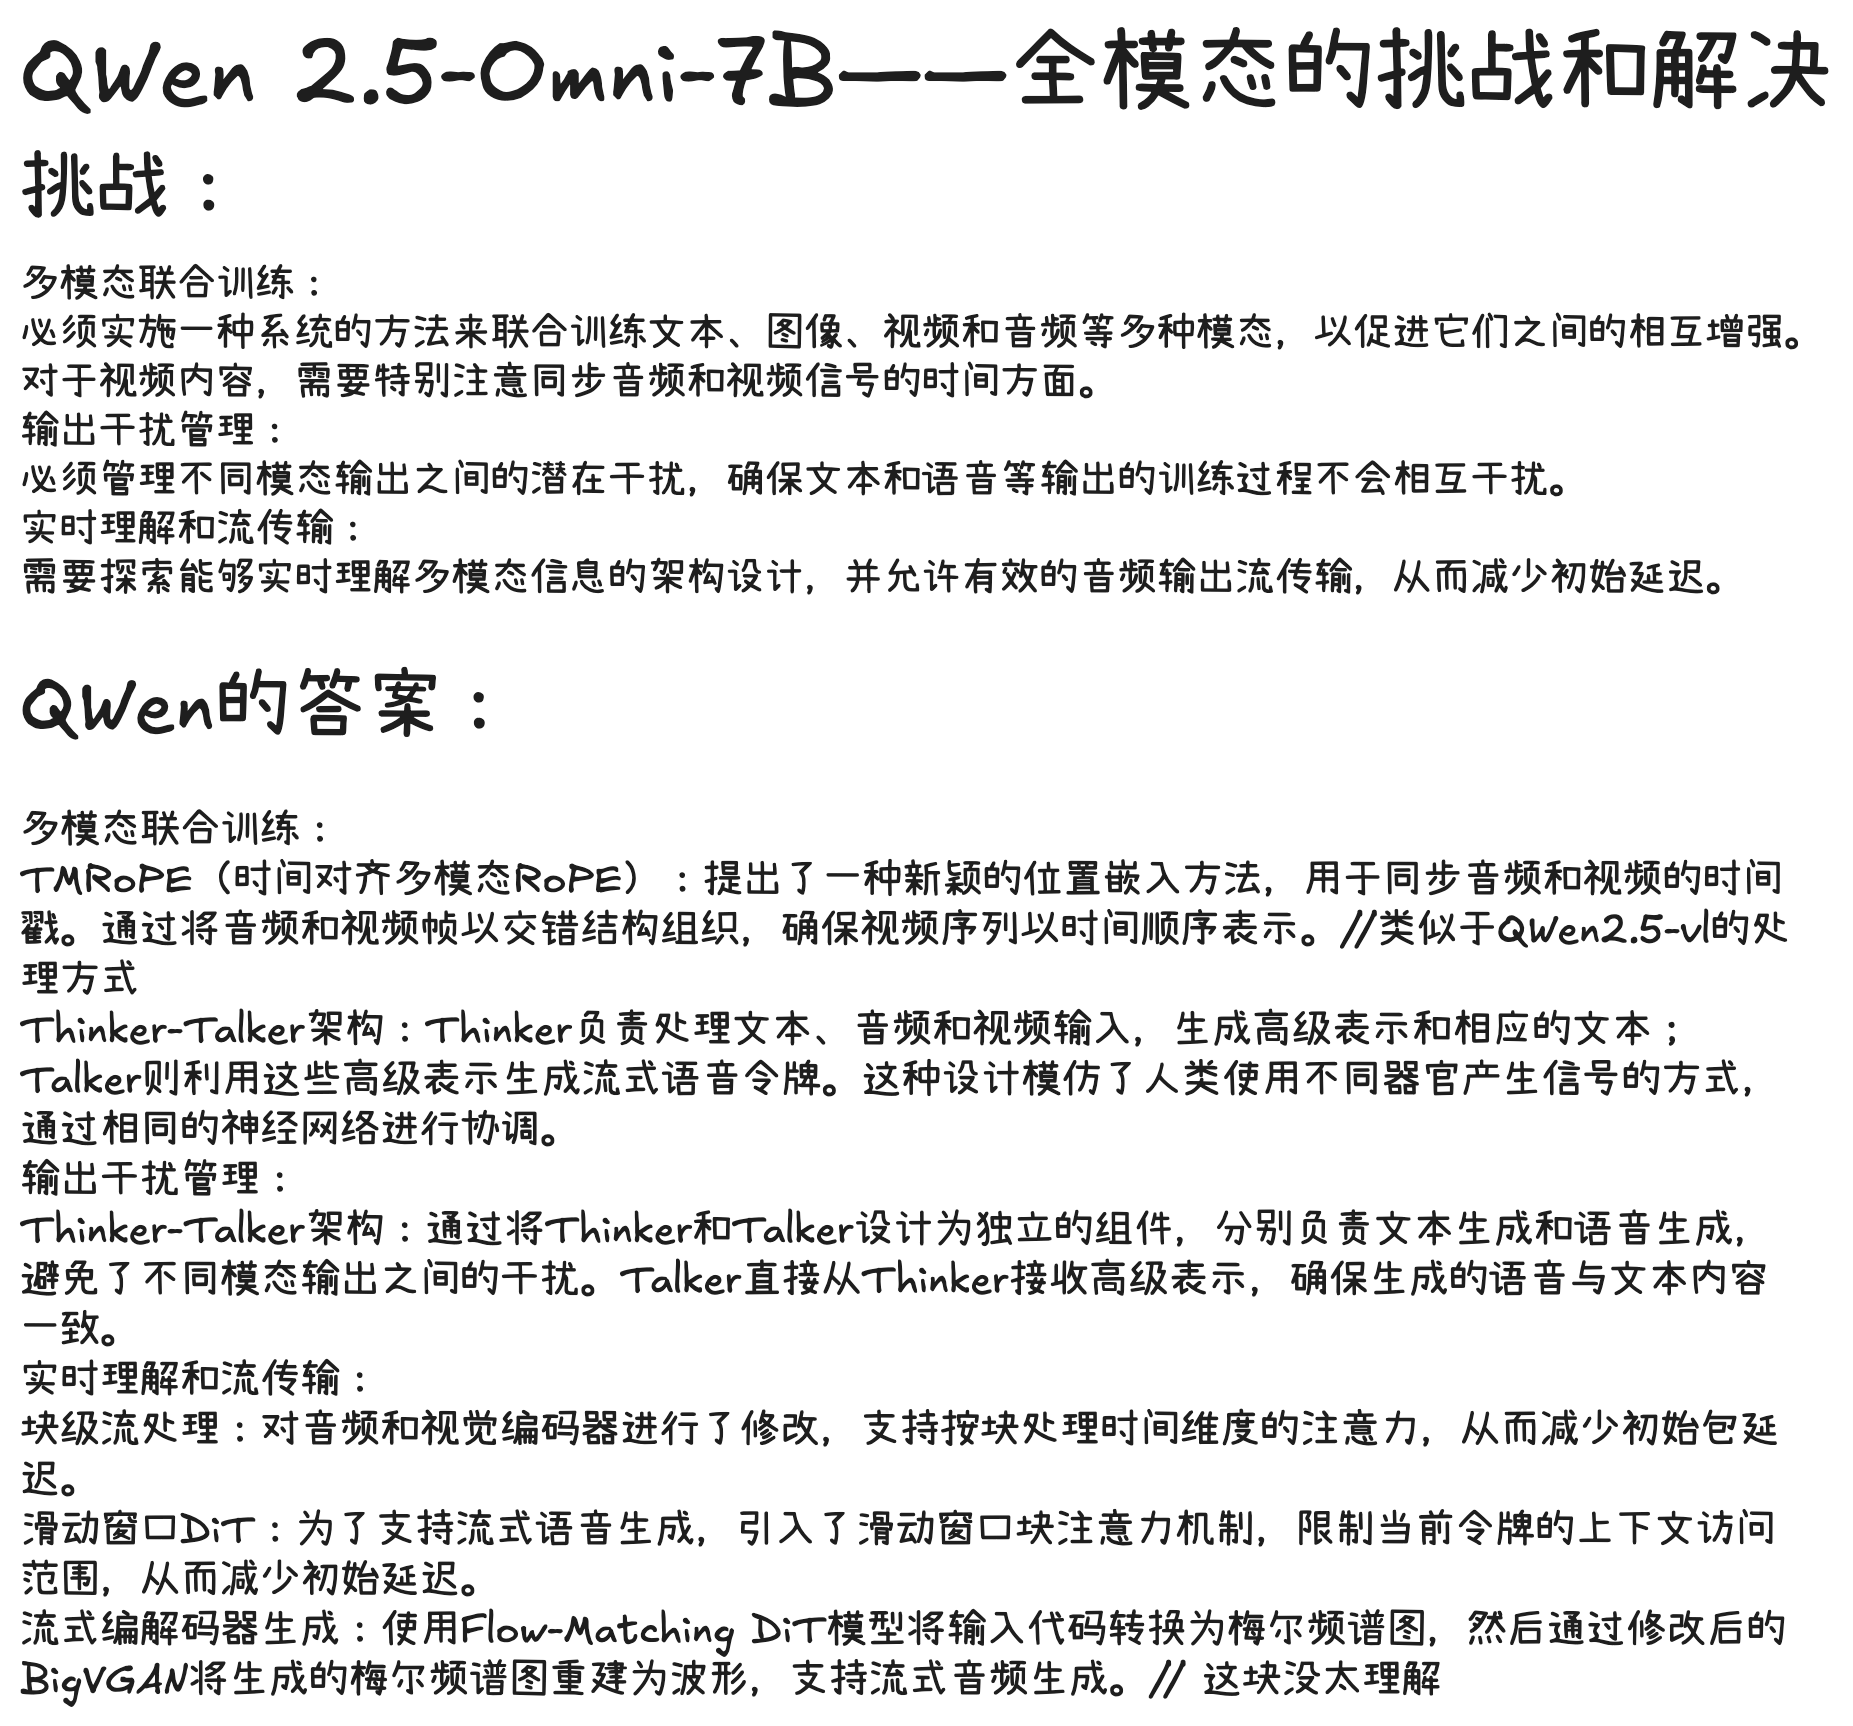 QWen 2.5-Omni-7B——全模态的挑战和解决
挑战：
多模态联合训练：
必须实施一种系统的方法来联合训练文本、图像、视频和音频等多种模态，以促进它们之间的相互增强。
对于视频内容，需要特别注意同步音频和视频信号的时间方面。
输出干扰管理：
必须管理不同模态输出之间的潜在干扰，确保文本和语音等输出的训练过程不会相互干扰。
实时理解和流传输：
需要探索能够实时理解多模态信息的架构设计，并允许有效的音频输出流传输，从而减少初始延迟。
QWen的答案：
多模态联合训练：
TMRoPE（时间对齐多模态RoPE）：提出了一种新颖的位置嵌入方法，用于同步音频和视频的时间
戳。通过将音频和视频帧以交错结构组织，确保视频序列以时间顺序表示。//类似于QWen2.5-vl的处
理方式
Thinker-Talker架构：Thinker负责处理文本、音频和视频输入，生成高级表示和相应的文本；
Talker则利用这些高级表示生成流式语音令牌。这种设计模仿了人类使用不同器官产生信号的方式，
通过相同的神经网络进行协调。
输出干扰管理：
Thinker-Talker架构：通过将Thinker和Talker设计为独立的组件，分别负责文本生成和语音生成，
避免了不同模态输出之间的干扰。Talker直接从Thinker接收高级表示，确保生成的语音与文本内容
一致。
实时理解和流传输：
块级流处理：对音频和视觉编码器进行了修改，支持按块处理时间维度的注意力，从而减少初始包延
迟。
滑动窗口DiT：为了支持流式语音生成，引入了滑动窗口块注意力机制，限制当前令牌的上下文访问
范围，从而减少初始延迟。
流式编解码器生成：使用Flow-Matching DiT模型将输入代码转换为梅尔频谱图，然后通过修改后的
BigVGAN将生成的梅尔频谱图重建为波形，支持流式音频生成。// 这块没太理解